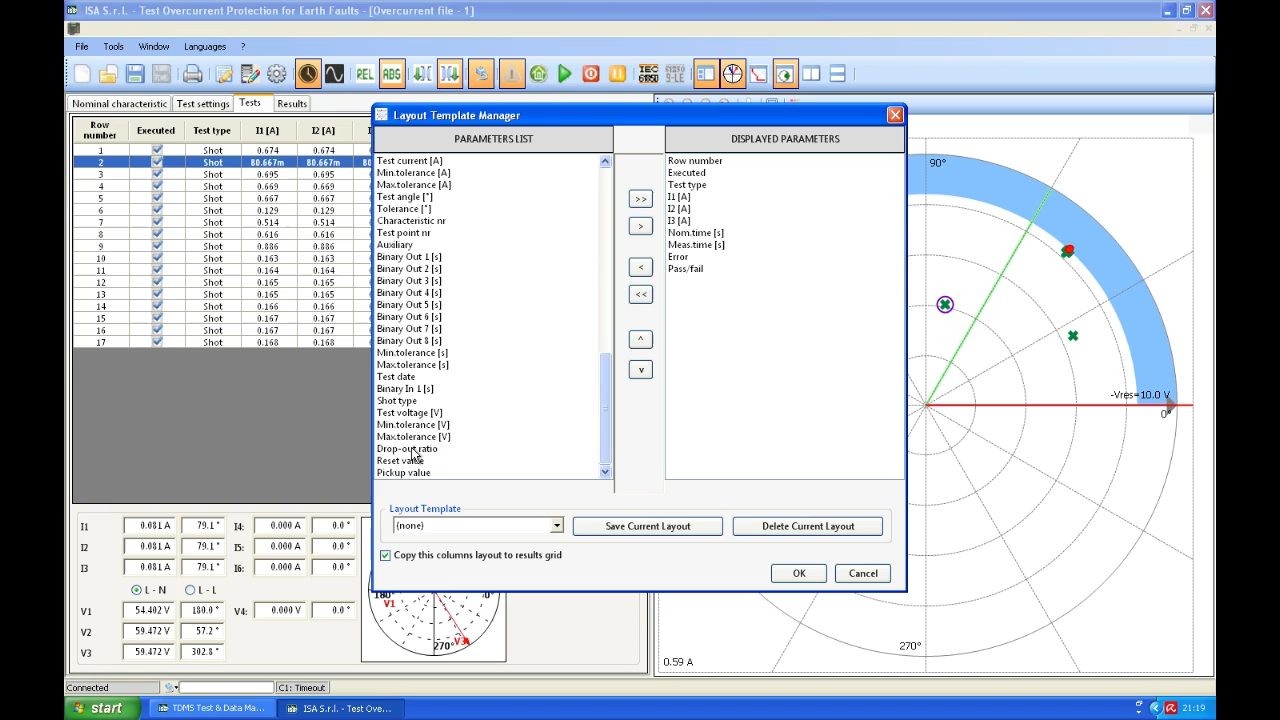 ISA S.r.l. - Test Overcurrent Protection for Earth Faults - [Overcurrent file - 1]
File Tools Window Languages ?
REL ABS IEC 61850 9-LE
Nominal characteristic Test settings Tests Results
Row number Executed Test type I1 [A] I2 [A]
1 Shot 0.674 0.674
2 Shot 80.667m 80.667m 80
3 Shot 0.695 0.695
4 Shot 0.669 0.669
5 Shot 0.667 0.667
6 Shot 0.129 0.129
7 Shot 0.514 0.514
8 Shot 0.616 0.616
9 Shot 0.886 0.886
10 Shot 0.163 0.163
11 Shot 0.164 0.164
12 Shot 0.165 0.165
13 Shot 0.165 0.165
14 Shot 0.166 0.166
15 Shot 0.167 0.167
16 Shot 0.167 0.167
17 Shot 0.168 0.168
Layout Template Manager
PARAMETERS LIST
Test current [A]
Min.tolerance [A]
Max.tolerance [A]
Test angle [°]
Tolerance [°]
Characteristic nr
Test point nr
Auxiliary
Binary Out 1 [s]
Binary Out 2 [s]
Binary Out 3 [s]
Binary Out 4 [s]
Binary Out 5 [s]
Binary Out 6 [s]
Binary Out 7 [s]
Binary Out 8 [s]
Min.tolerance [s]
Max.tolerance [s]
Test date
Binary In 1 [s]
Shot type
Test voltage [V]
Min.tolerance [V]
Max.tolerance [V]
Drop-out ratio
Reset value
Pickup value
>>
>
<
<<
^
v
DISPLAYED PARAMETERS
Row number
Executed
Test type
I1 [A]
I2 [A]
I3 [A]
Nom.time [s]
Meas.time [s]
Error
Pass/fail
Layout Template
{none} Save Current Layout Delete Current Layout
Copy this columns layout to results grid
OK Cancel
90°
-Vres=10.0 V
0°
270°
0.59 A
I1 0.081 A 79.1 ° I4: 0.000 A 0.0 °
I2 0.081 A 79.1 ° I5: 0.000 A 0.0 °
I3 0.081 A 79.1 ° I6: 0.000 A 0.0 °
L - N L - L
V1 54.402 V 180.0 ° V4: 0.000 V 0.0 °
V2 59.472 V 57.2 °
V3 59.472 V 302.8 °
180°
V1
V3
270°
Connected C1: Timeout
start TDMS Test & Data Ma... ISA S.r.l. - Test Ove... 21:19